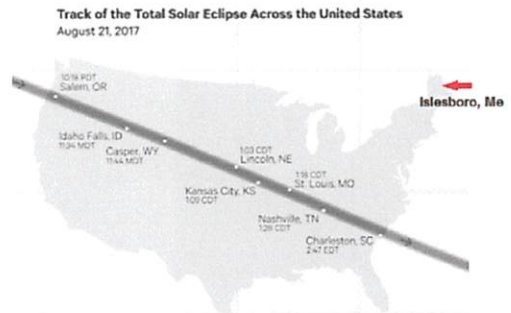 Track of the Total Solar Eclipse Across the United States
August 21, 2017
Islesboro, Me
10:18 PDT
Salem, OR
Idaho Falls, ID
11:34 MDT
Casper, WY
11:44 MDT
1:03 CDT
Lincoln, NE
Kansas City, KS
1:09 CDT
1:18 CDT
St. Louis, MO
Nashville, TN
1:28 CDT
Charleston, SC
2:47 EDT